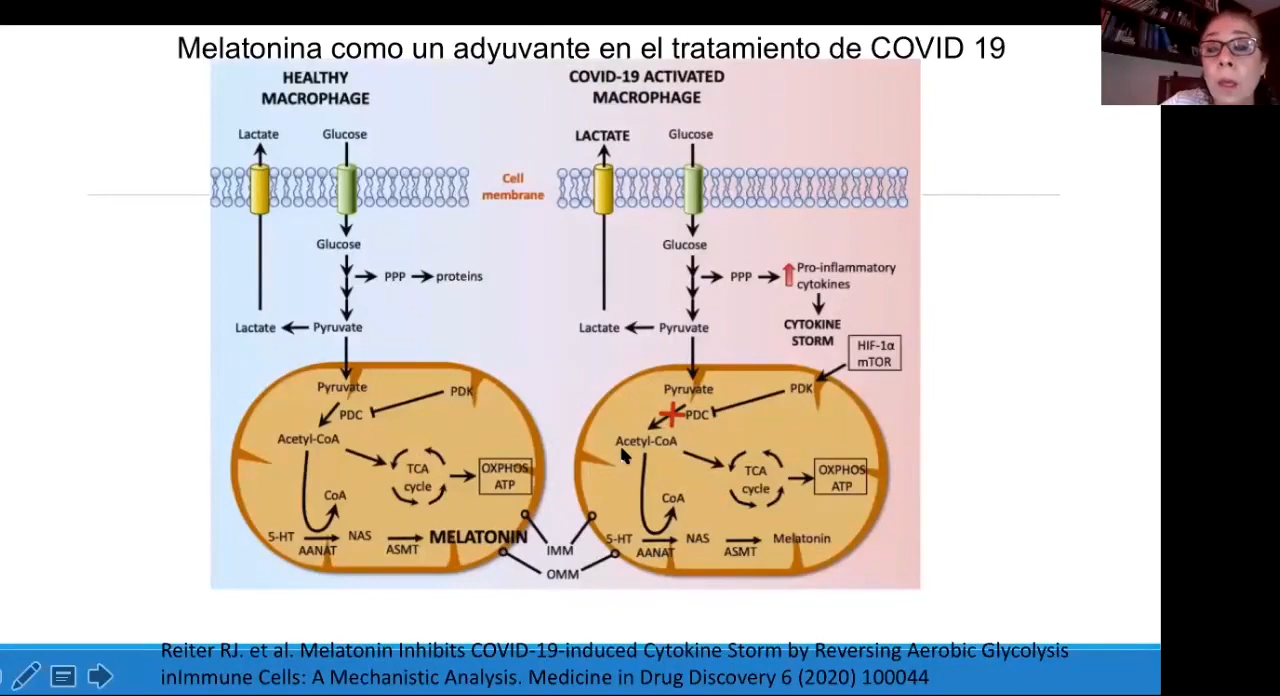 Melatonina como un adyuvante en el tratamiento de COVID 19
HEALTHY
MACROPHAGE
Lactate
Glucose
Glucose
PPP
proteins
Lactate
Pyruvate
Pyruvate
PDK
PDC
Acetyl-CoA
TCA
cycle
OXPHOS
ATP
CoA
5-HT
AANAT
NAS
ASMT
MELATONIN
Cell
membrane
IMM
OMM
COVID-19 ACTIVATED
MACROPHAGE
LACTATE
Glucose
Glucose
PPP
Pro-inflammatory
cytokines
CYTOKINE
STORM
HIF-1α
mTOR
Lactate
Pyruvate
Pyruvate
PDK
PDC
Acetyl-CoA
TCA
cycle
OXPHOS
ATP
CoA
5-HT
AANAT
NAS
ASMT
Melatonin
Reiter RJ. et al. Melatonin Inhibits COVID-19-induced Cytokine Storm by Reversing Aerobic Glycolysis
inImmune Cells: A Mechanistic Analysis. Medicine in Drug Discovery 6 (2020) 100044